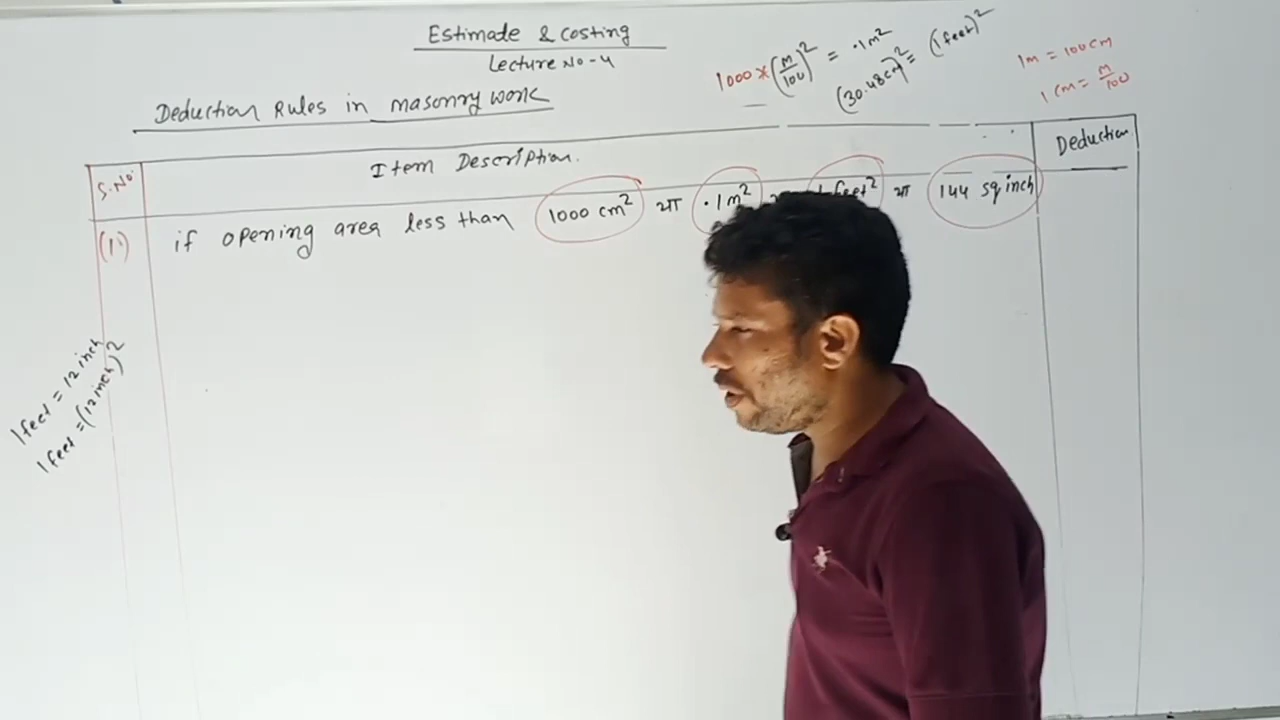 Estimade & Costing
Lecture No-4
1000*(M/100)² = .1m²
(30.48cm)² = (1feet)²
1m = 100cm
1 cm = M/100
Deduction Rules in masonry work
S.No. Item Description. Deduction
(1) if opening area less than 1000 cm² या .1m² feet² या 144 sq inch
1feet = 12 inch
1feet = (12 inch)²